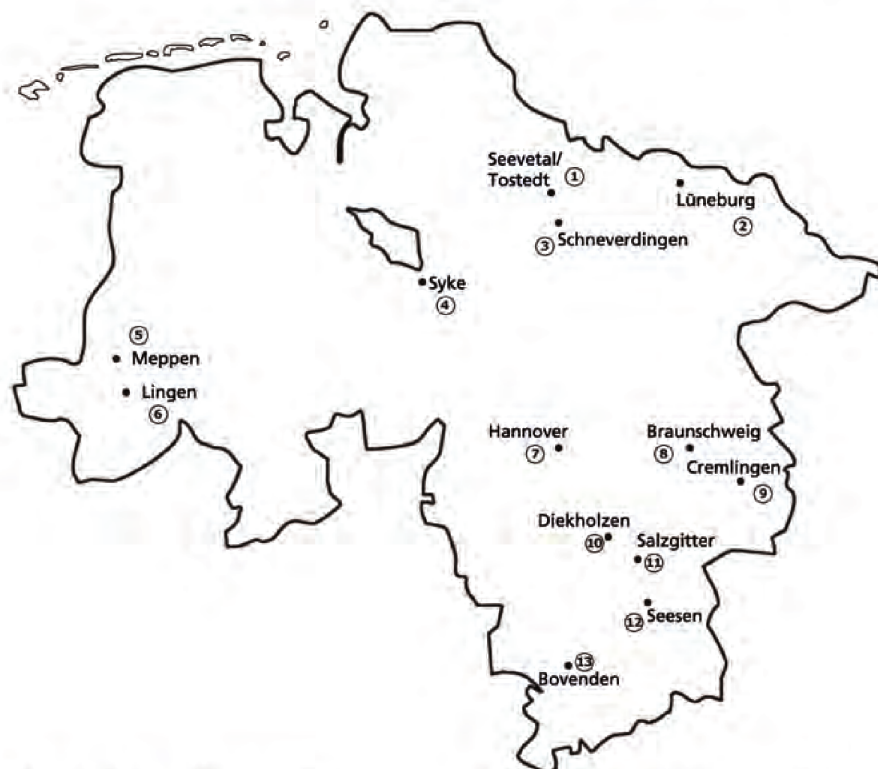 Seevetal/
Tostedt ①
Lüneburg
②
③ Schneverdingen
Syke
④
⑤
Meppen
Lingen
⑥
Hannover
⑦
Braunschweig
⑧
Cremlingen
⑨
Diekholzen
⑩
Salzgitter
⑪
Seesen
⑫
⑬
Bovenden